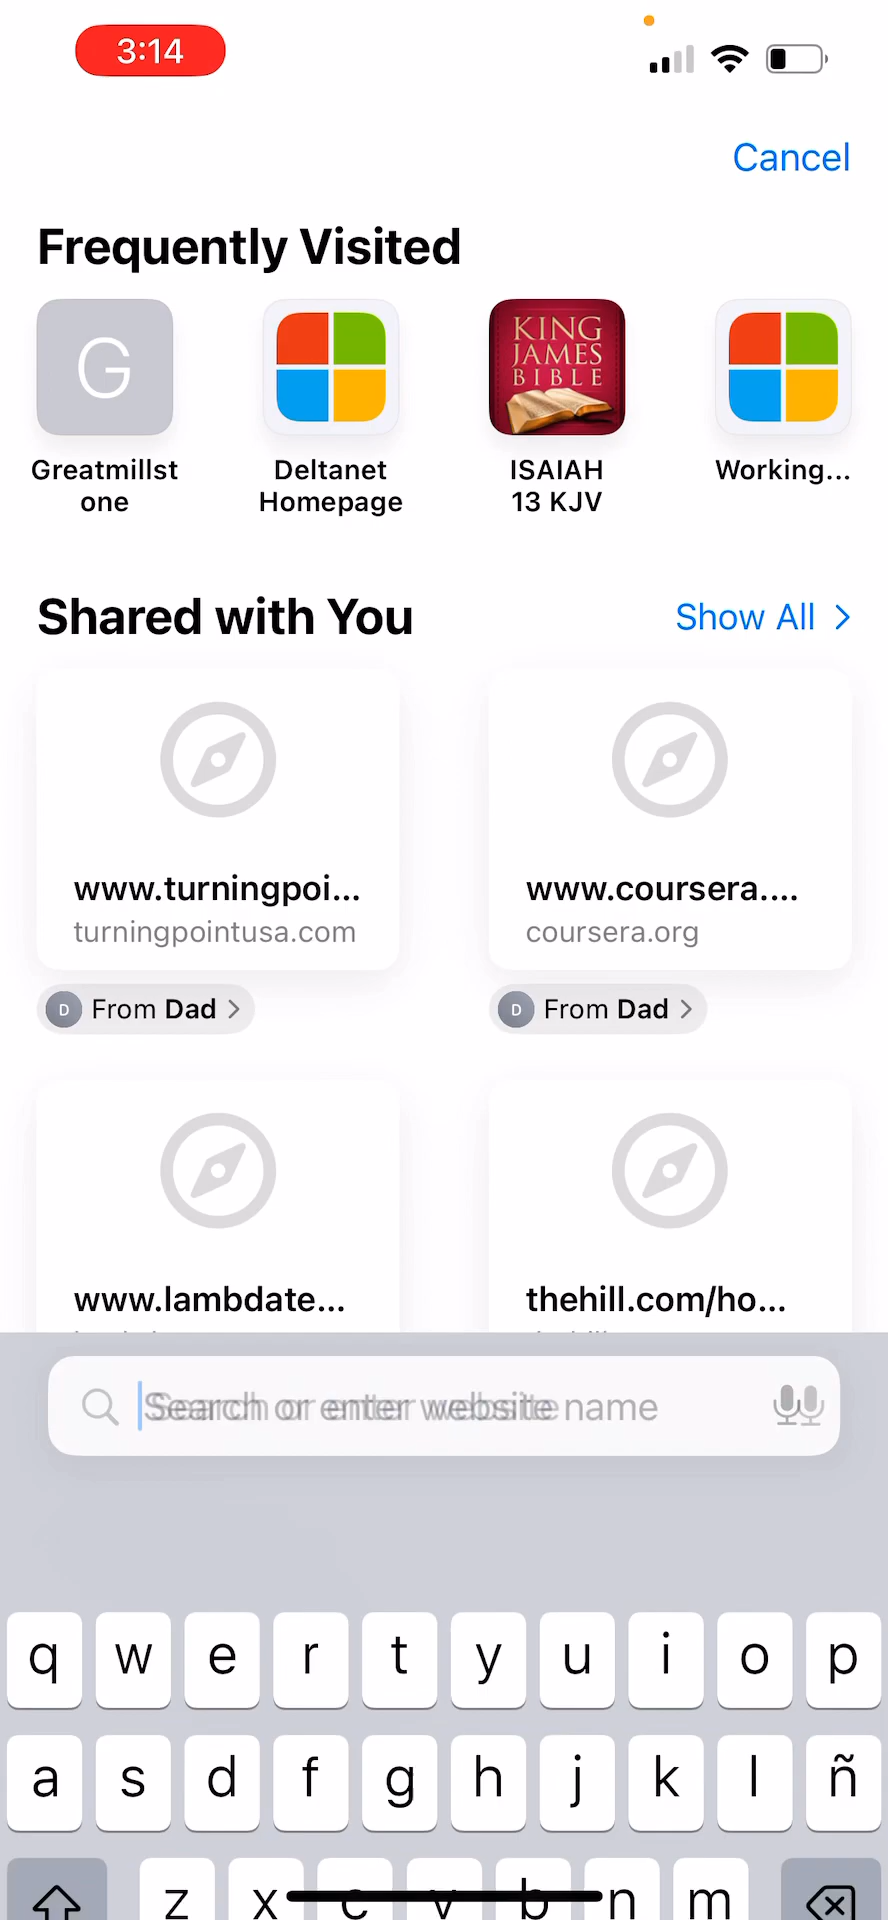 3:14
Cancel
Frequently Visited
G
KING
JAMES
BIBLE
Greatmillst
one
Deltanet
Homepage
ISAIAH
13 KJV
Working...
Shared with You
Show All
www.turningpoi...
turningpointusa.com
www.coursera....
coursera.org
D From Dad
D From Dad
www.lambdate...
thehill.com/ho...
Search or enter website name
q w e r t y u i o p
a s d f g h j k l ñ
z x c v b n m